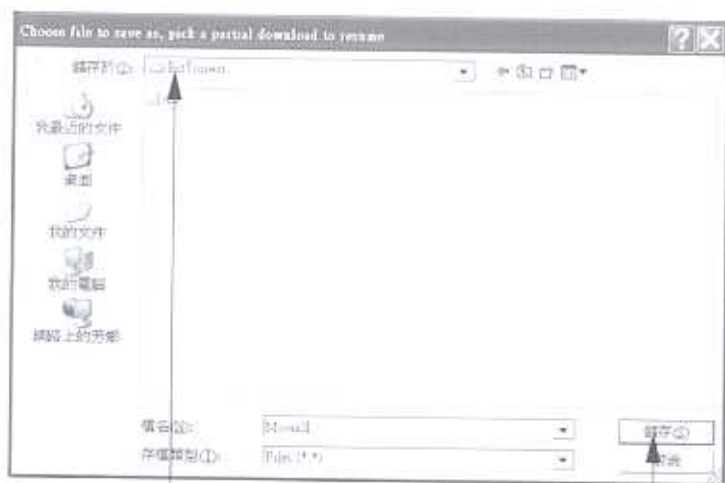 Choose file to save as, pick a partial download to resume
儲存於(I):
我最近的文件
桌面
我的文件
我的電腦
網路上的芳鄰
檔名(N):
儲存(S)
存檔類型(T):
Files (*.*)
取消